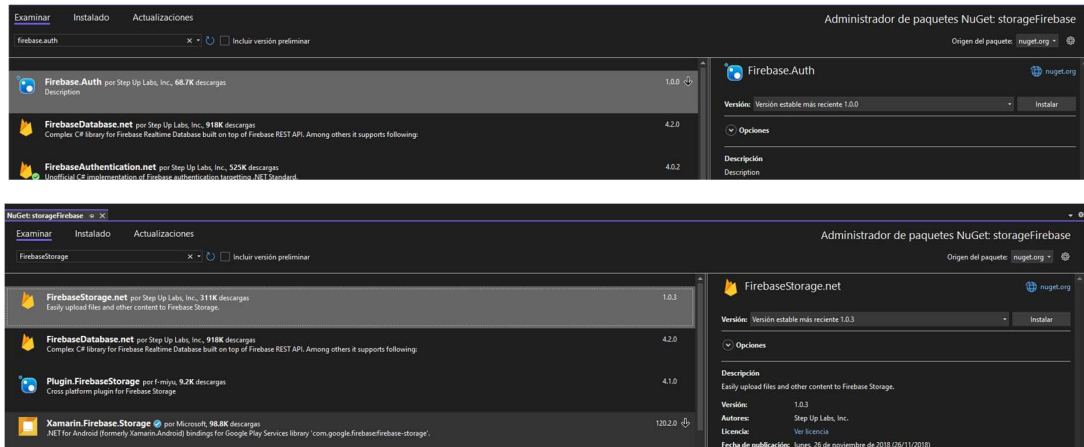 Examinar Instalado Actualizaciones Administrador de paquetes NuGet: storageFirebase
firebase.auth Incluir versión preliminar Origen del paquete: nuget.org
Firebase.Auth por Step Up Labs, Inc., 68.7K descargas 1.0.0
Description
FirebaseDatabase.net por Step Up Labs, Inc., 918K descargas 4.2.0
Complex C# library for Firebase Realtime Database built on top of Firebase REST API. Among others it supports following:
FirebaseAuthentication.net por Step Up Labs, Inc., 525K descargas 4.0.2
Unofficial C# implementation of Firebase authentication targetting .NET Standard.
Firebase.Auth nuget.org
Versión: Versión estable más reciente 1.0.0 Instalar
Opciones
Descripción
Description
NuGet: storageFirebase
Examinar Instalado Actualizaciones Administrador de paquetes NuGet: storageFirebase
FirebaseStorage Incluir versión preliminar Origen del paquete: nuget.org
FirebaseStorage.net por Step Up Labs, Inc., 311K descargas 1.0.3
Easily upload files and other content to Firebase Storage.
FirebaseDatabase.net por Step Up Labs, Inc., 918K descargas 4.2.0
Complex C# library for Firebase Realtime Database built on top of Firebase REST API. Among others it supports following:
Plugin.FirebaseStorage por f-miyu, 9.2K descargas 4.1.0
Cross platform plugin for Firebase Storage
Xamarin.Firebase.Storage por Microsoft, 98.8K descargas 120.2.0
.NET for Android (formerly Xamarin.Android) bindings for Google Play Services library 'com.google.firebase:firebase-storage'.
FirebaseStorage.net nuget.org
Versión: Versión estable más reciente 1.0.3 Instalar
Opciones
Descripción
Easily upload files and other content to Firebase Storage.
Versión: 1.0.3
Autores: Step Up Labs, Inc.
Licencia: Ver licencia
Fecha de publicación: lunes, 26 de noviembre de 2018 (26/11/2018)